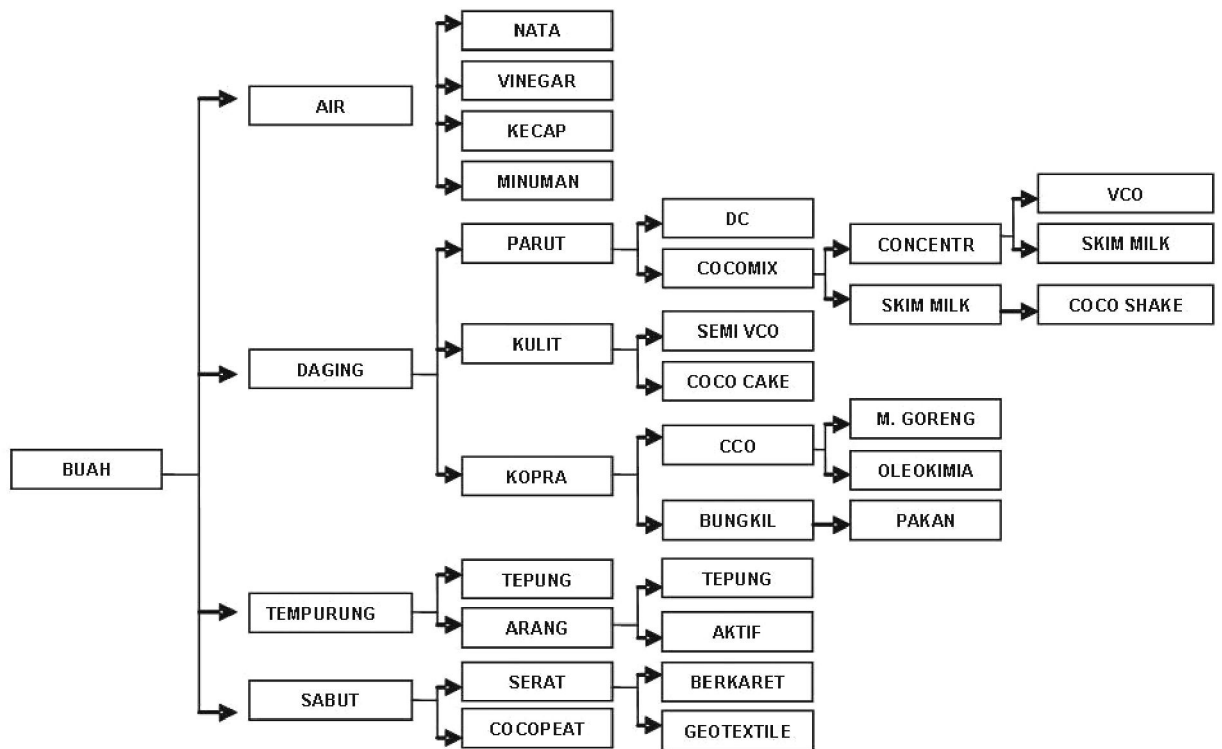 NATA
VINEGAR
AIR
KECAP
MINUMAN
VCO
DC
PARUT
CONCENTR
SKIM MILK
COCOMIX
SKIM MILK
COCO SHAKE
SEMI VCO
KULIT
DAGING
COCO CAKE
M. GORENG
CCO
BUAH
KOPRA
OLEOKIMIA
BUNGKIL
PAKAN
TEPUNG
TEPUNG
TEMPURUNG
ARANG
AKTIF
SERAT
BERKARET
SABUT
COCOPEAT
GEOTEXTILE